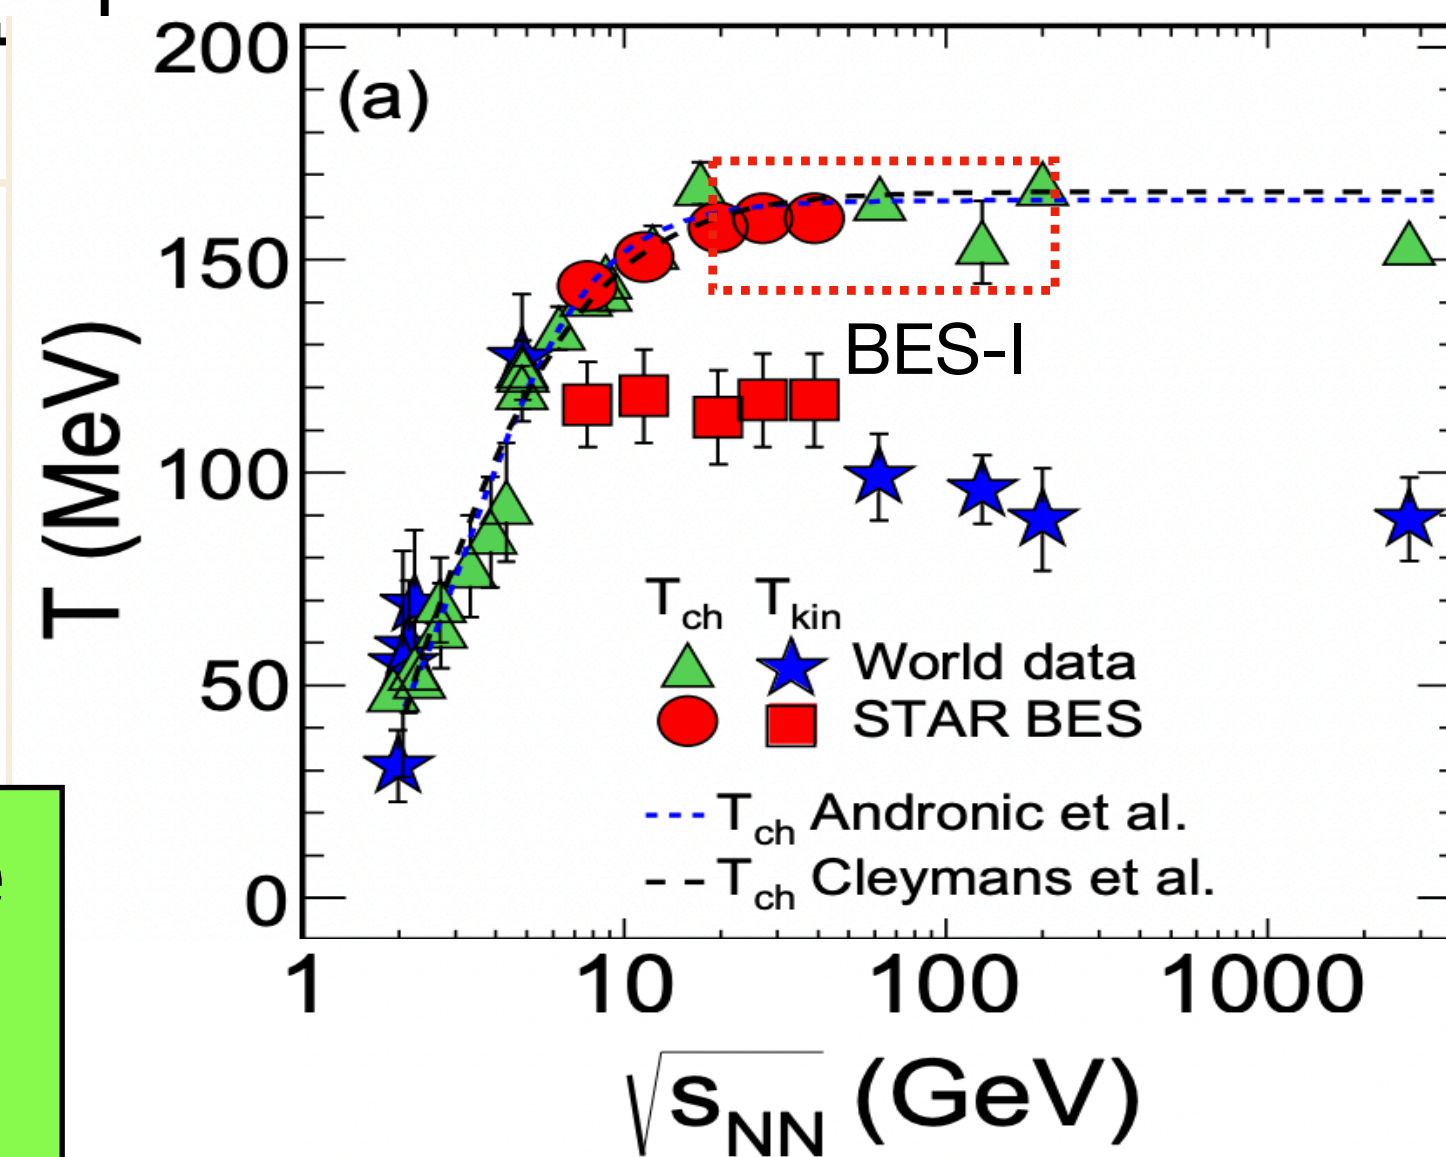 200
(a)
150
BES-I
100
T (MeV)
T_ch T_kin
World data
50
STAR BES
T_ch Andronic et al.
T_ch Cleymans et al.
0
1 10 100 1000
√s_NN (GeV)